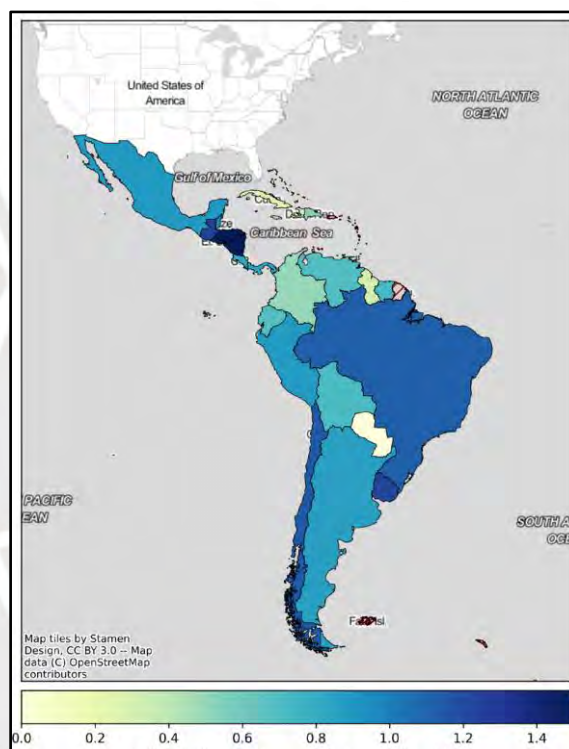 United States of
America
NORTH ATLANTIC
OCEAN
Gulf of Mexico
Caribbean Sea
PACIFIC
EAN
SOUTH A
OCE
Map tiles by Stamen
Design, CC BY 3.0 -- Map
data (C) OpenStreetMap
contributors
0.0 0.2 0.4 0.6 0.8 1.0 1.2 1.4